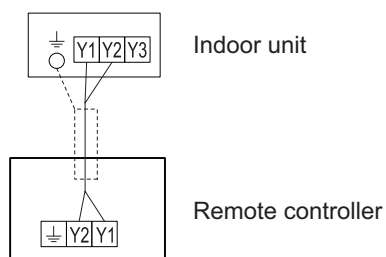 Y1 Y2 Y3
Indoor unit
Remote controller
Y2 Y1